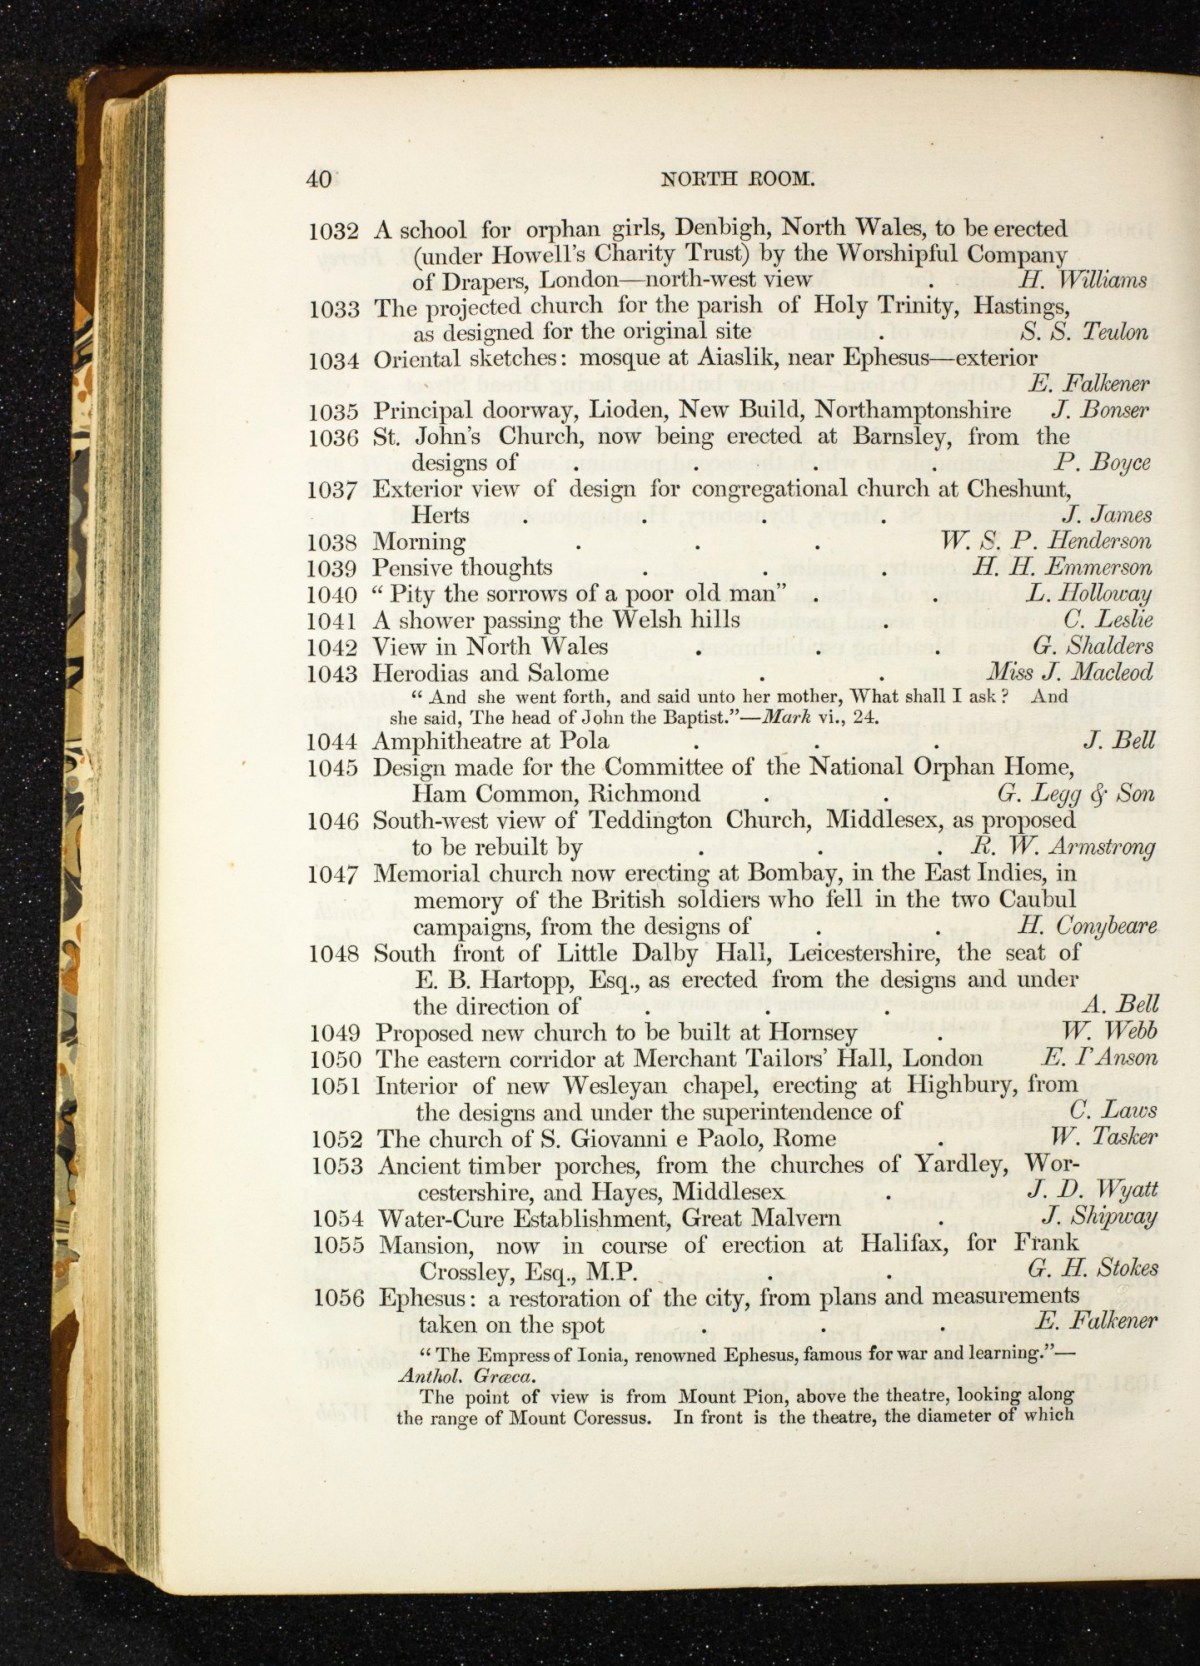 40 NORTH ROOM.
1032 A school for orphan girls, Denbigh, North Wales, to be erected
(under Howell's Charity Trust) by the Worshipful Company
of Drapers, London—north-west view . H. Williams
1033 The projected church for the parish of Holy Trinity, Hastings,
as designed for the original site . S. S. Teulon
1034 Oriental sketches: mosque at Aiaslik, near Ephesus—exterior
E. Falkener
1035 Principal doorway, Lioden, New Build, Northamptonshire J. Bonser
1036 St. John's Church, now being erected at Barnsley, from the
designs of . . . . P. Boyce
1037 Exterior view of design for congregational church at Cheshunt,
Herts . . . . J. James
1038 Morning . . . W. S. P. Henderson
1039 Pensive thoughts . . . H. H. Emmerson
1040 “Pity the sorrows of a poor old man” . . L. Holloway
1041 A shower passing the Welsh hills . C. Leslie
1042 View in North Wales . . . G. Shalders
1043 Herodias and Salome . . Miss J. Macleod
“And she went forth, and said unto her mother, What shall I ask? And
she said, The head of John the Baptist.”—Mark vi., 24.
1044 Amphitheatre at Pola . . . J. Bell
1045 Design made for the Committee of the National Orphan Home,
Ham Common, Richmond . . G. Legg & Son
1046 South-west view of Teddington Church, Middlesex, as proposed
to be rebuilt by . . . R. W. Armstrong
1047 Memorial church now erecting at Bombay, in the East Indies, in
memory of the British soldiers who fell in the two Caubul
campaigns, from the designs of . . H. Conybeare
1048 South front of Little Dalby Hall, Leicestershire, the seat of
E. B. Hartopp, Esq., as erected from the designs and under
the direction of . . . A. Bell
1049 Proposed new church to be built at Hornsey . W. Webb
1050 The eastern corridor at Merchant Tailors' Hall, London E. I'Anson
1051 Interior of new Wesleyan chapel, erecting at Highbury, from
the designs and under the superintendence of C. Laws
1052 The church of S. Giovanni e Paolo, Rome . W. Tasker
1053 Ancient timber porches, from the churches of Yardley, Wor-
cestershire, and Hayes, Middlesex . J. D. Wyatt
1054 Water-Cure Establishment, Great Malvern . J. Shipway
1055 Mansion, now in course of erection at Halifax, for Frank
Crossley, Esq., M.P. . . G. H. Stokes
1056 Ephesus: a restoration of the city, from plans and measurements
taken on the spot . . . E. Falkener
“The Empress of Ionia, renowned Ephesus, famous for war and learning.”—
Anthol. Græca.
The point of view is from Mount Pion, above the theatre, looking along
the range of Mount Coressus. In front is the theatre, the diameter of which